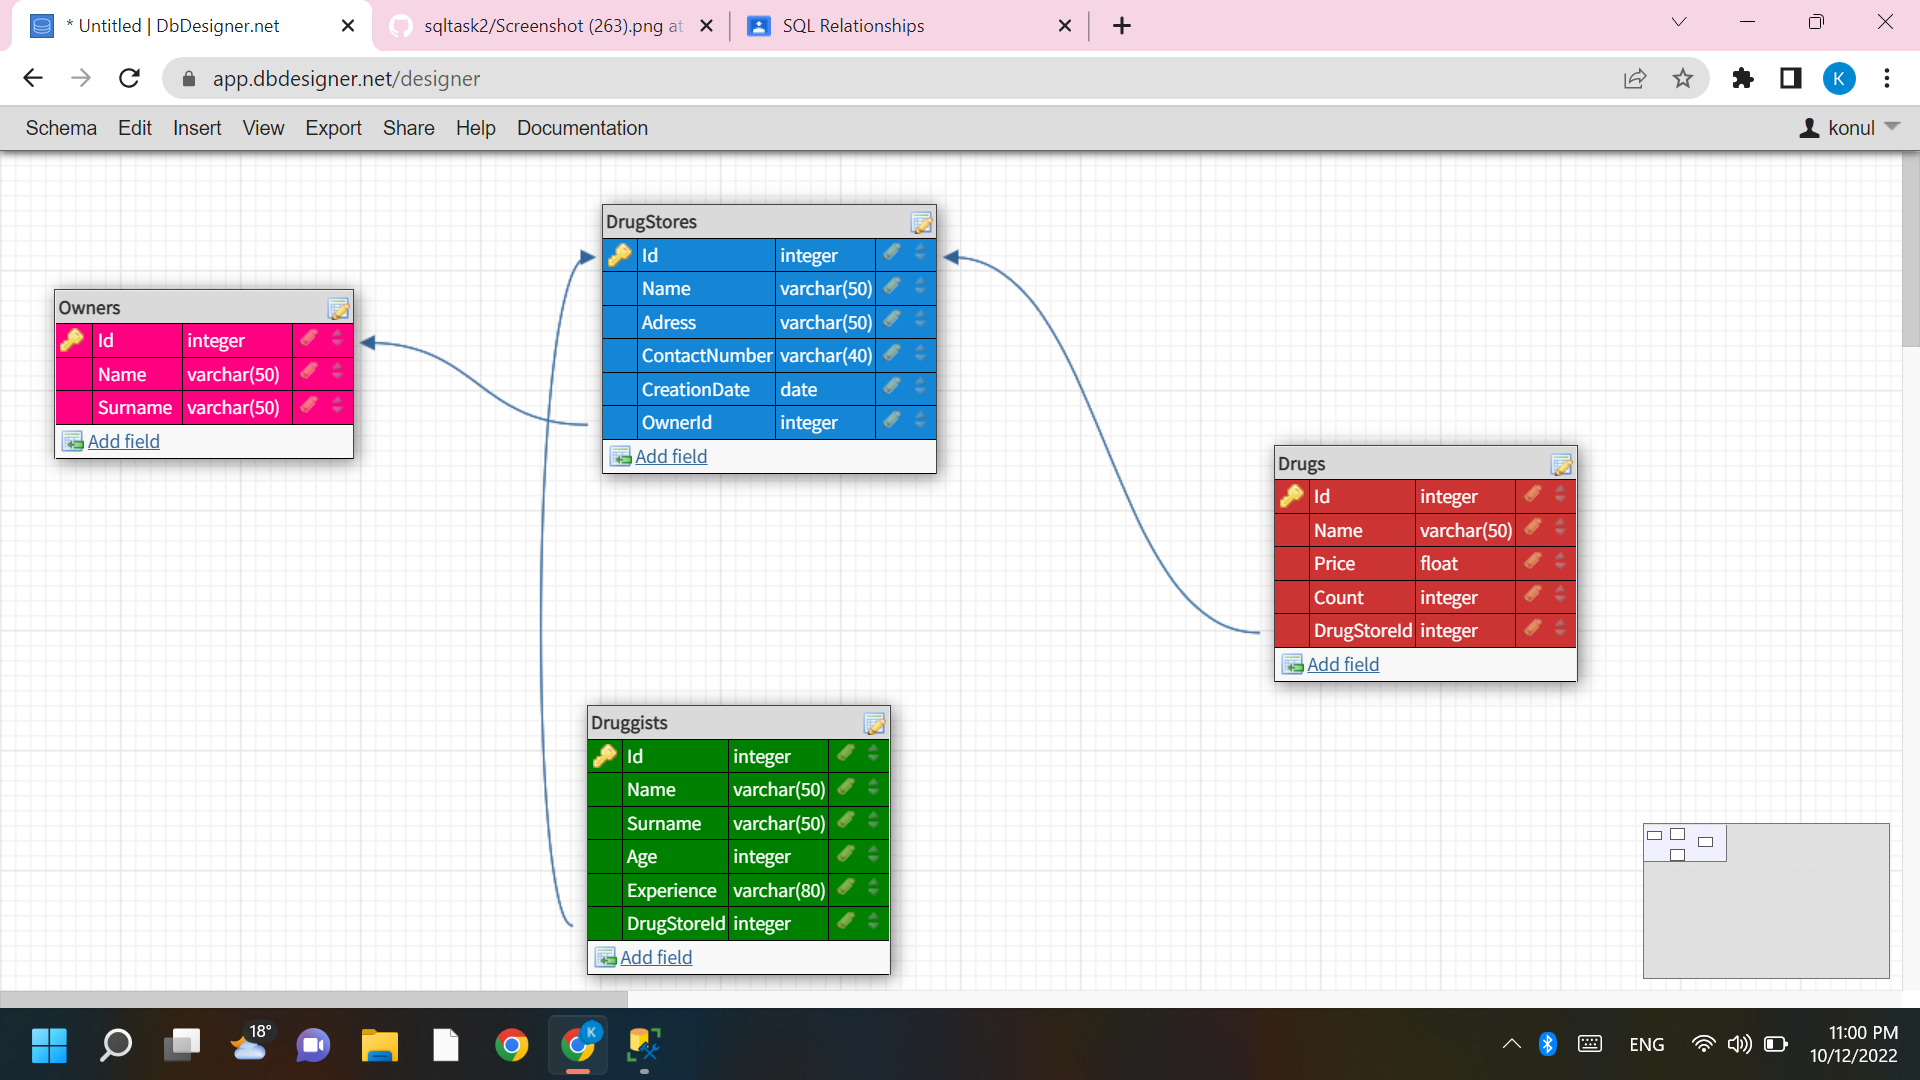 * Untitled | DbDesigner.net
sqltask2/Screenshot (263).png at
SQL Relationships
app.dbdesigner.net/designer
K
Schema Edit Insert View Export Share Help Documentation
konul
DrugStores
Id integer
Name varchar(50)
Adress varchar(50)
ContactNumber varchar(40)
CreationDate date
OwnerId integer
Add field
Owners
Id integer
Name varchar(50)
Surname varchar(50)
Add field
Drugs
Id integer
Name varchar(50)
Price float
Count integer
DrugStoreId integer
Add field
Druggists
Id integer
Name varchar(50)
Surname varchar(50)
Age integer
Experience varchar(80)
DrugStoreId integer
Add field
18°
K
ENG
11:00 PM
10/12/2022